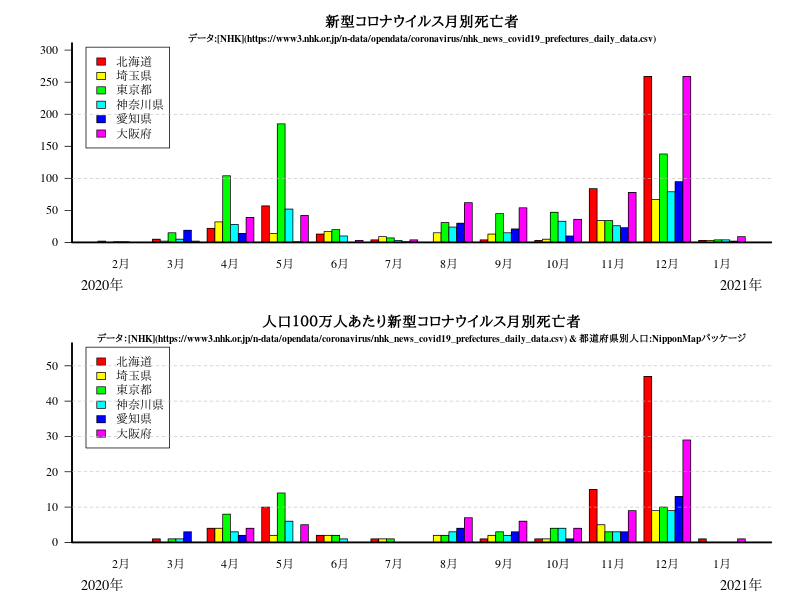 新型コロナウイルス月別死亡者
データ:[NHK](https://www3.nhk.or.jp/n-data/opendata/coronavirus/nhk_news_covid19_prefectures_daily_data.csv)
300
250
200
150
100
50
0
北海道
埼玉県
東京都
神奈川県
愛知県
大阪府
2月 3月 4月 5月 6月 7月 8月 9月 10月 11月 12月 1月
2020年 2021年
人口100万人あたり新型コロナウイルス月別死亡者
データ:[NHK](https://www3.nhk.or.jp/n-data/opendata/coronavirus/nhk_news_covid19_prefectures_daily_data.csv) & 都道府県別人口:NipponMapパッケージ
50
40
30
20
10
0
北海道
埼玉県
東京都
神奈川県
愛知県
大阪府
2月 3月 4月 5月 6月 7月 8月 9月 10月 11月 12月 1月
2020年 2021年